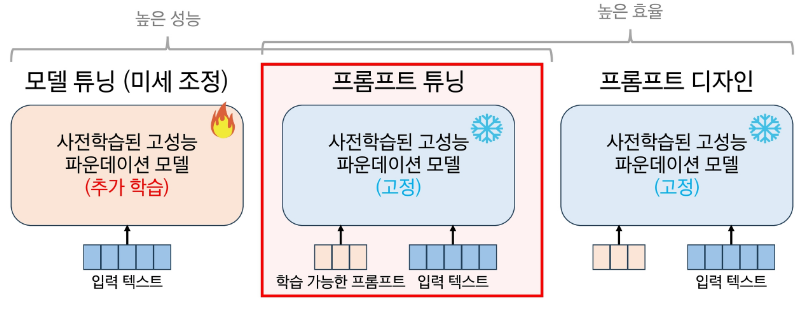 높은 성능
높은 효율
모델 튜닝 (미세 조정)
사전학습된 고성능
파운데이션 모델
(추가 학습)
입력 텍스트
프롬프트 튜닝
사전학습된 고성능
파운데이션 모델
(고정)
학습 가능한 프롬프트
입력 텍스트
프롬프트 디자인
사전학습된 고성능
파운데이션 모델
(고정)
입력 텍스트